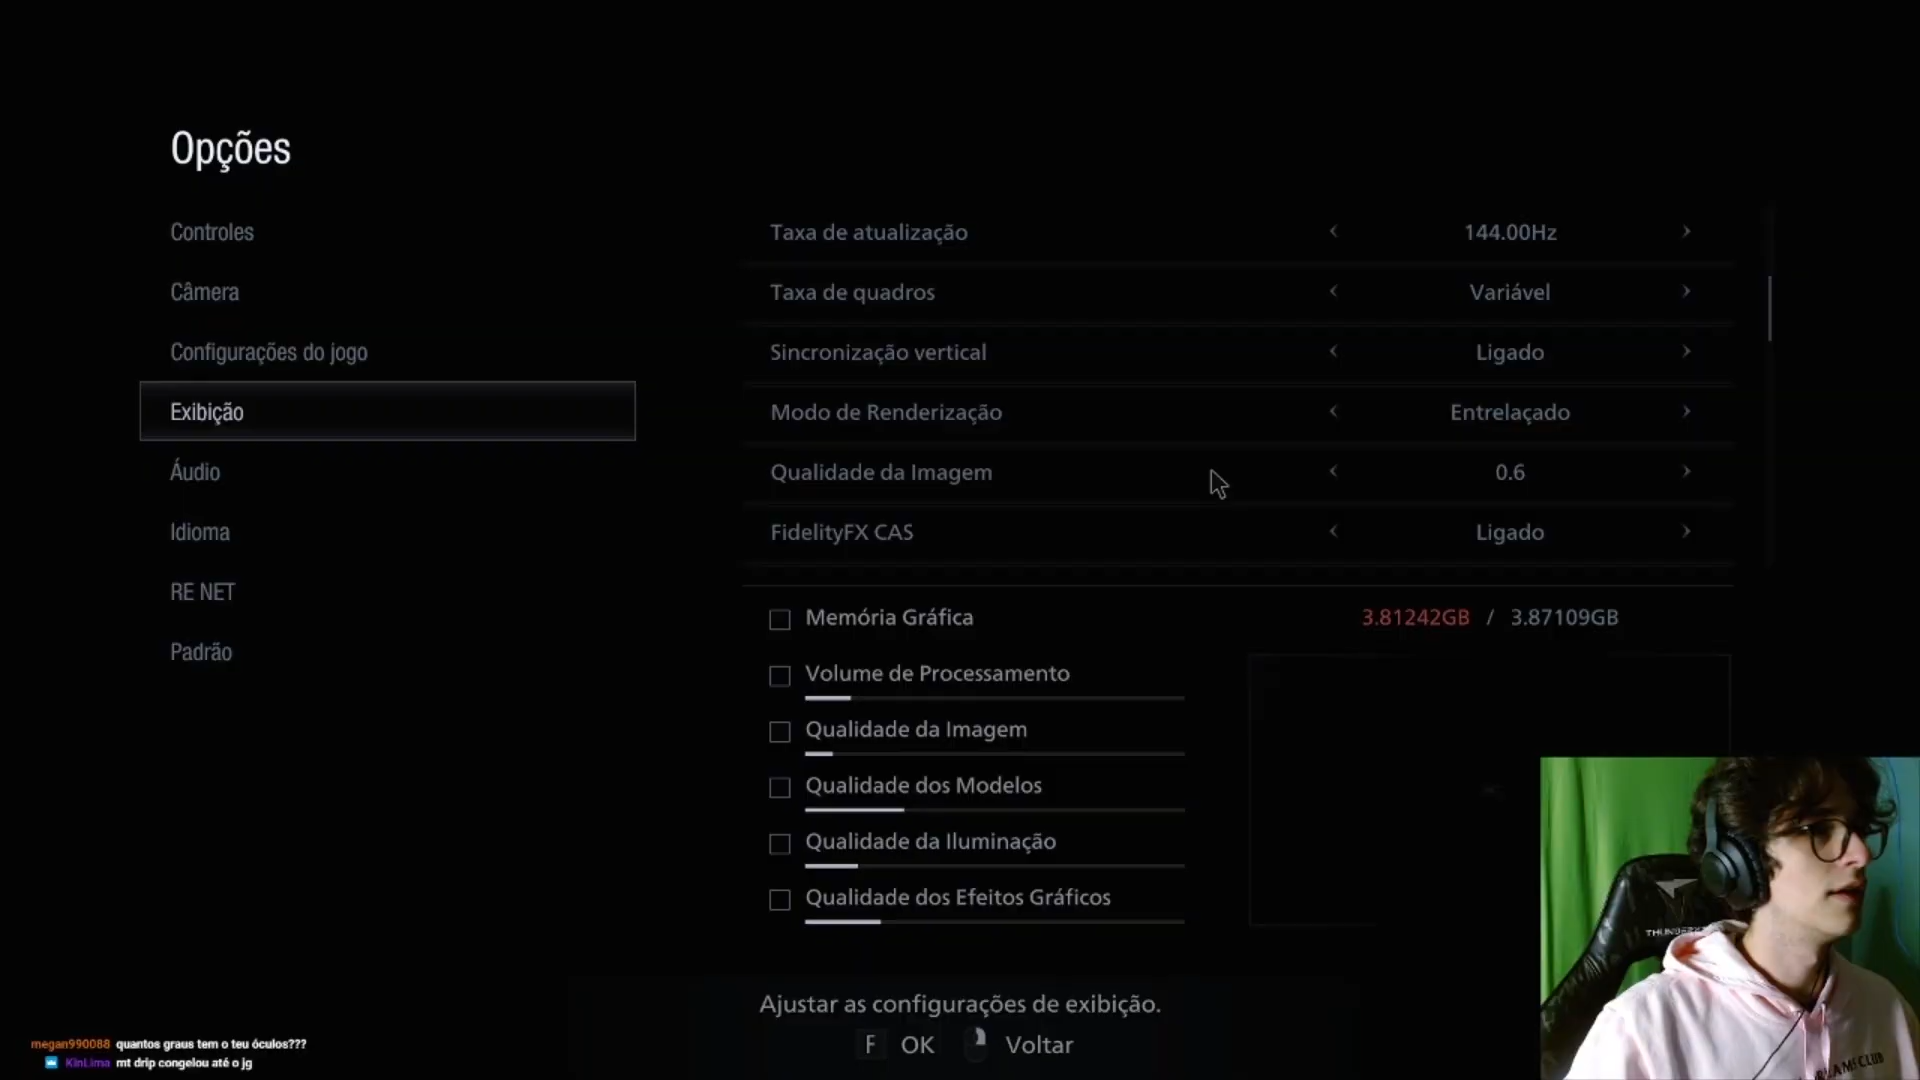 Opções
Controles
Câmera
Configurações do jogo
Exibição
Áudio
Idioma
RE NET
Padrão
Taxa de atualização 144.00Hz
Taxa de quadros Variável
Sincronização vertical Ligado
Modo de Renderização Entrelaçado
Qualidade da Imagem 0.6
FidelityFX CAS Ligado
Memória Gráfica 3.81242GB / 3.87109GB
Volume de Processamento
Qualidade da Imagem
Qualidade dos Modelos
Qualidade da Iluminação
Qualidade dos Efeitos Gráficos
Ajustar as configurações de exibição.
F OK Voltar
megan990088 quantos graus tem o teu óculos???
KinLima mt drip congelou até o jg